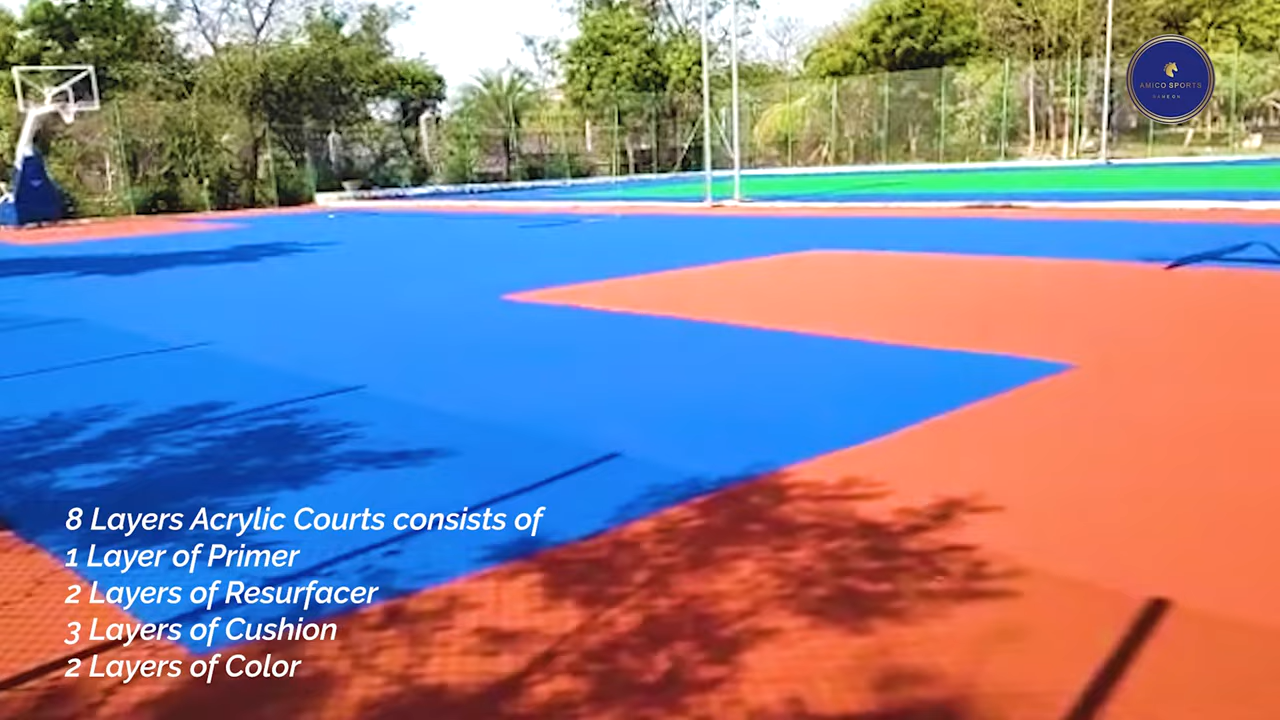 AMICO SPORTS
8 Layers Acrylic Courts consists of
1 Layer of Primer
2 Layers of Resurfacer
3 Layers of Cushion
2 Layers of Color